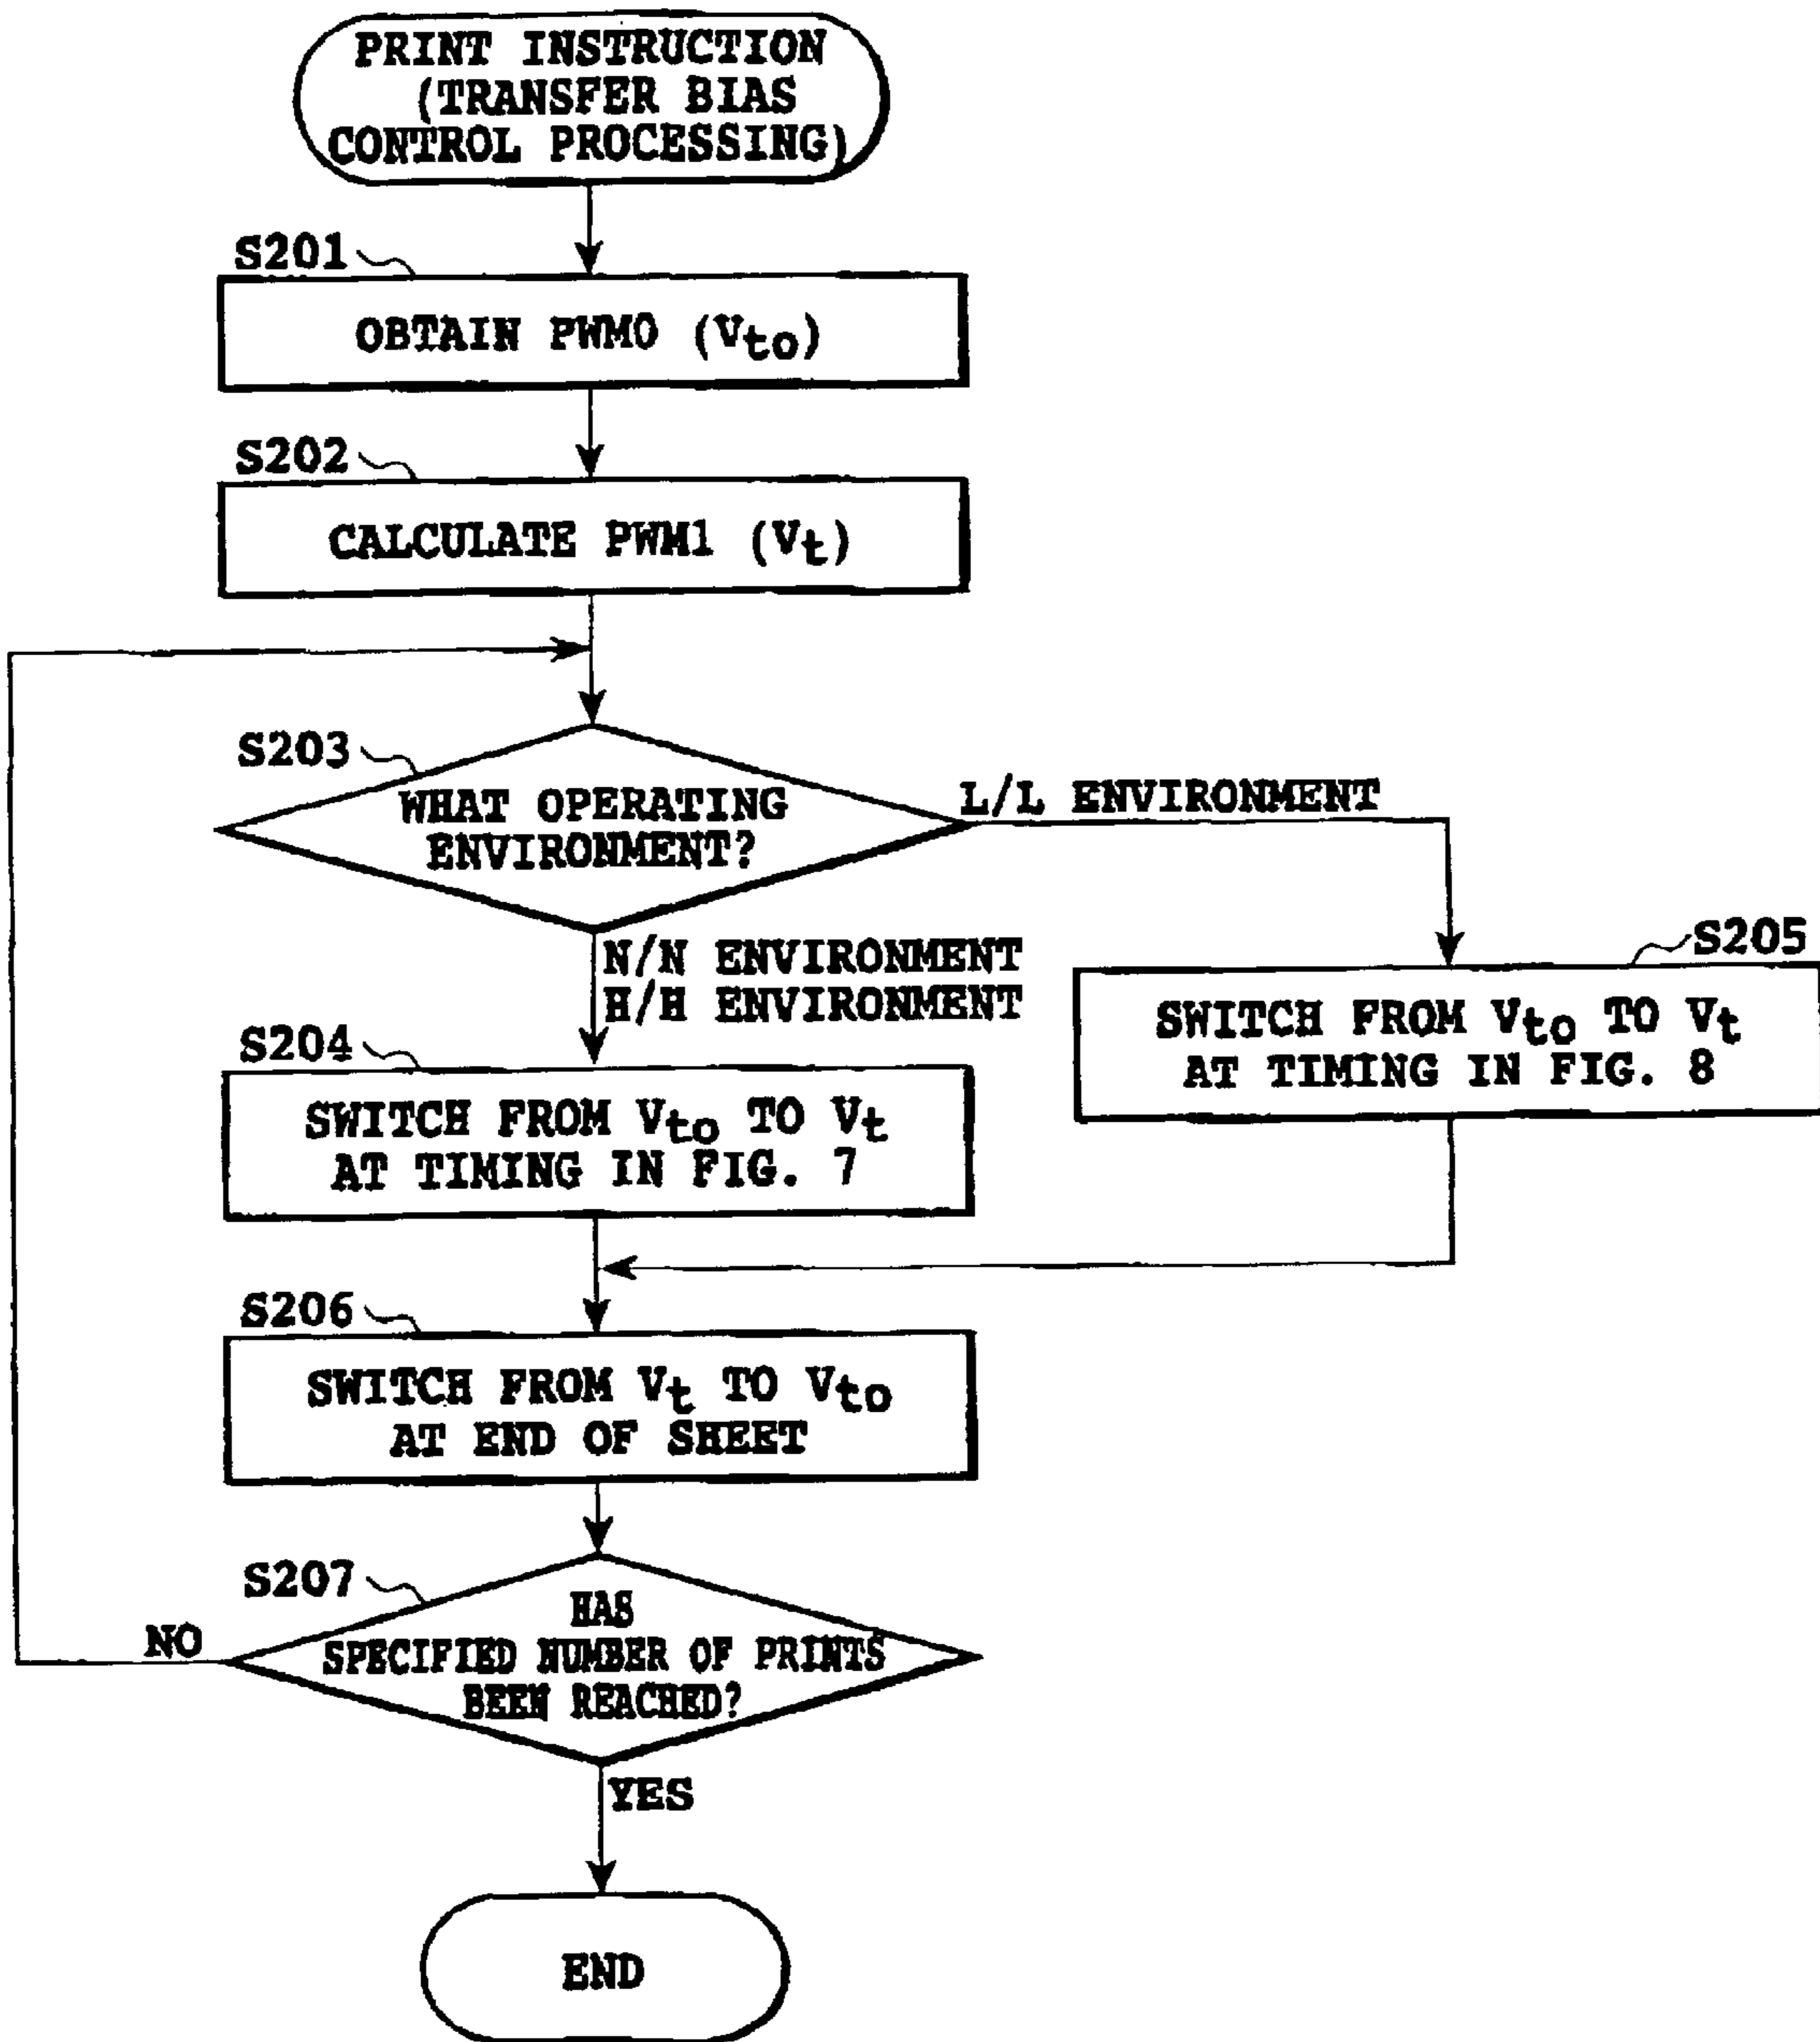 PRINT INSTRUCTION
(TRANSFER BIAS
CONTROL PROCESSING)
S201
OBTAIN PWM0 (Vto)
S202
CALCULATE PWM1 (Vt)
S203
WHAT OPERATING
ENVIRONMENT?
L/L ENVIRONMENT
N/N ENVIRONMENT
H/H ENVIRONMENT
S205
SWITCH FROM Vto TO Vt
AT TIMING IN FIG. 8
S204
SWITCH FROM Vto TO Vt
AT TIMING IN FIG. 7
S206
SWITCH FROM Vt TO Vto
AT END OF SHEET
S207
HAS
SPECIFIED NUMBER OF PRINTS
BEEN REACHED?
NO
YES
END